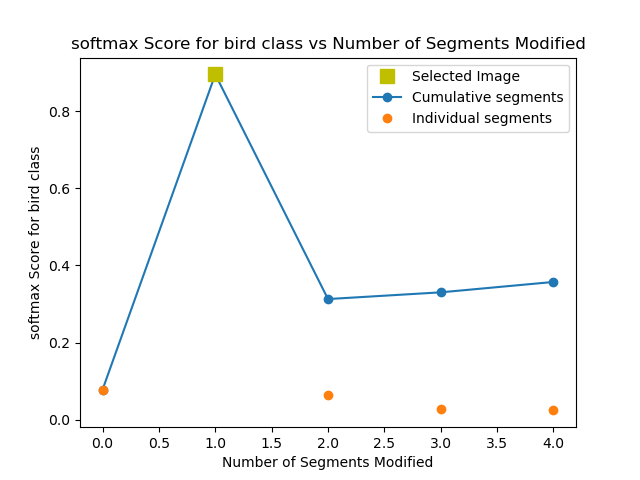 softmax Score for bird class vs Number of Segments Modified
Selected Image
Cumulative segments
Individual segments
softmax Score for bird class
0.8
0.6
0.4
0.2
0.0
0.0 0.5 1.0 1.5 2.0 2.5 3.0 3.5 4.0
Number of Segments Modified